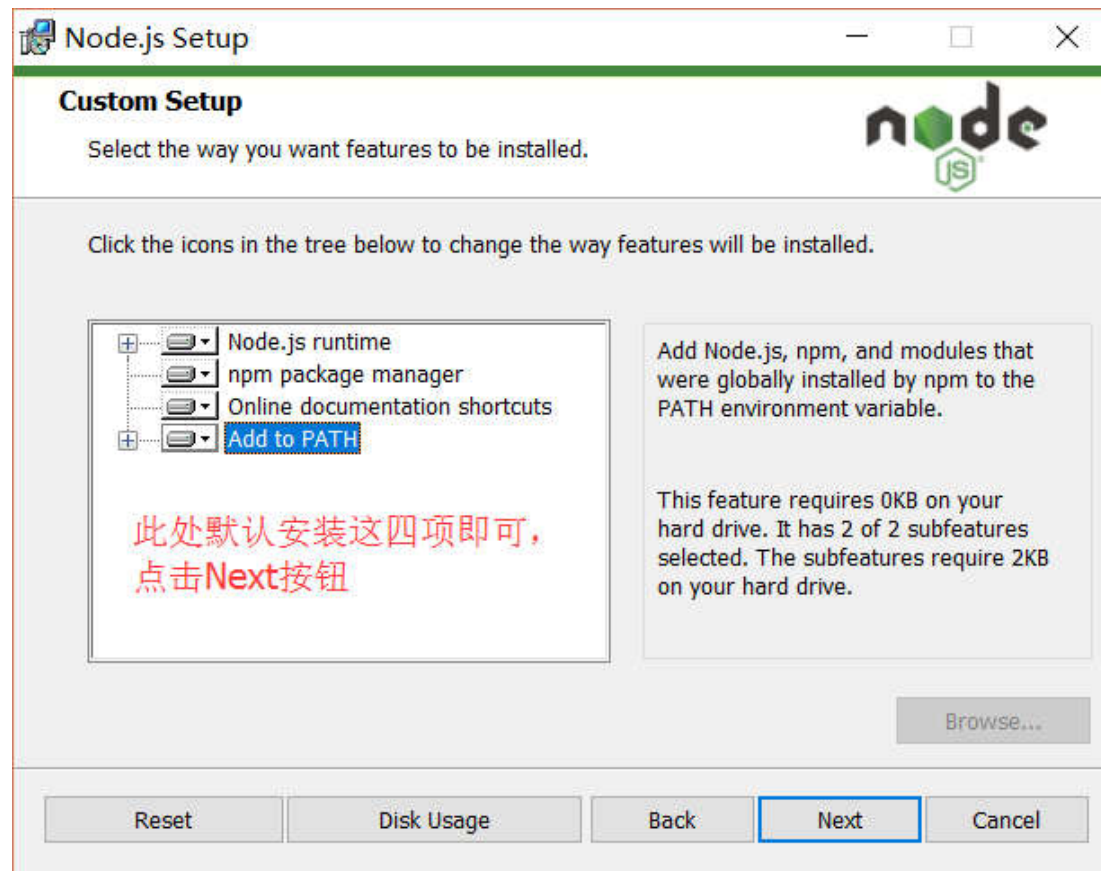 Node.js Setup
Custom Setup
Select the way you want features to be installed.
node
JS
Click the icons in the tree below to change the way features will be installed.
Node.js runtime
npm package manager
Online documentation shortcuts
Add to PATH
此处默认安装这四项即可，
点击Next按钮
Add Node.js, npm, and modules that
were globally installed by npm to the
PATH environment variable.
This feature requires 0KB on your
hard drive. It has 2 of 2 subfeatures
selected. The subfeatures require 2KB
on your hard drive.
Browse...
Reset
Disk Usage
Back
Next
Cancel